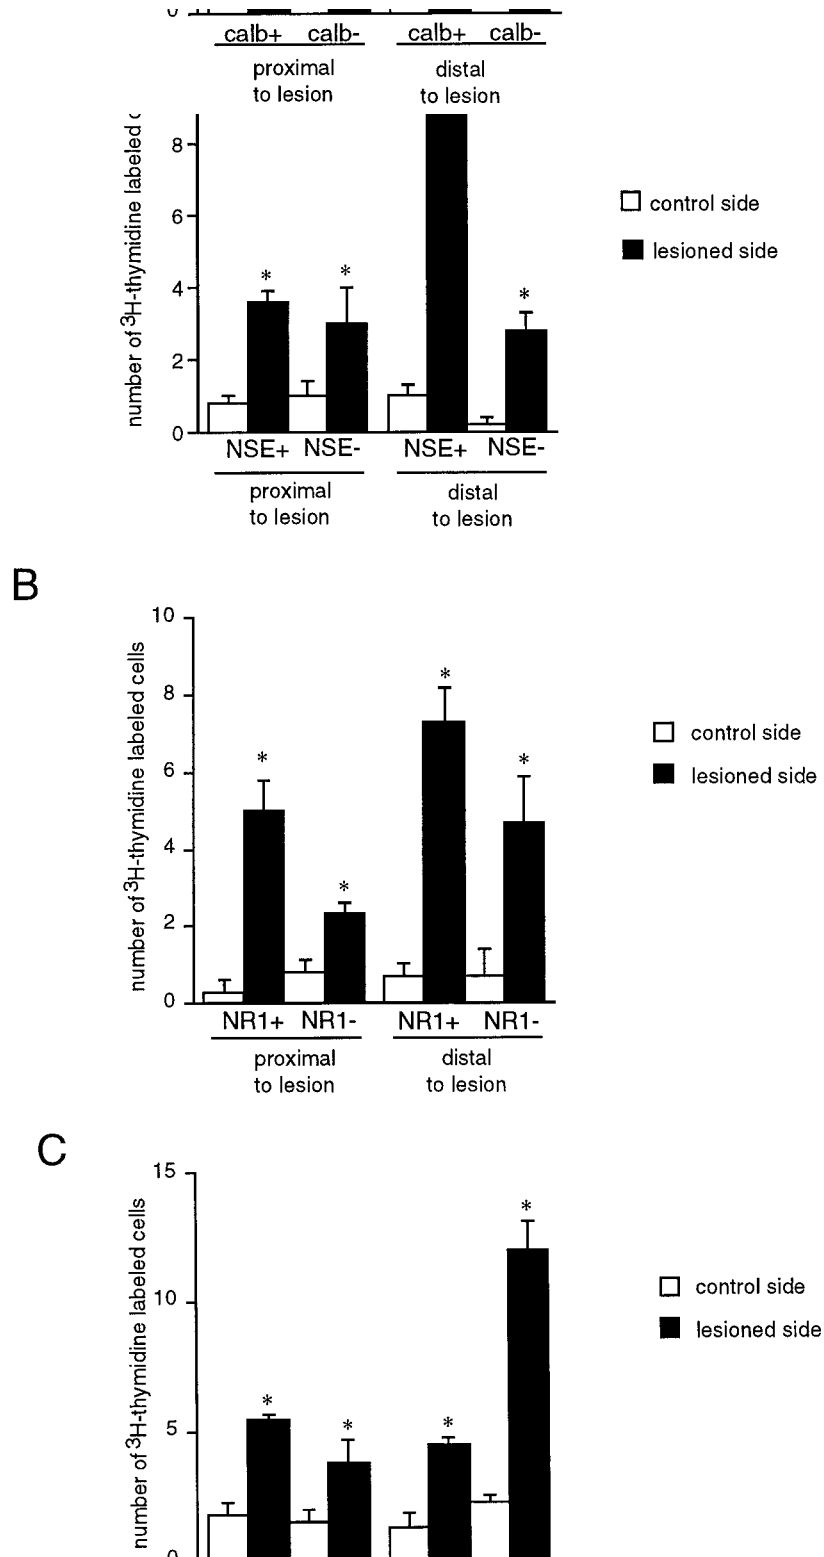 0
calb+ calb- calb+ calb-
proximal
to lesion
distal
to lesion
number of ³H-thymidine labeled
8
6
4
2
0
* * *
control side
lesioned side
NSE+ NSE- NSE+ NSE-
proximal
to lesion
distal
to lesion
B
number of ³H-thymidine labeled cells
10
8
6
4
2
0
* * * *
control side
lesioned side
NR1+ NR1- NR1+ NR1-
proximal
to lesion
distal
to lesion
C
number of ³H-thymidine labeled cells
15
10
5
0
* * * *
control side
lesioned side